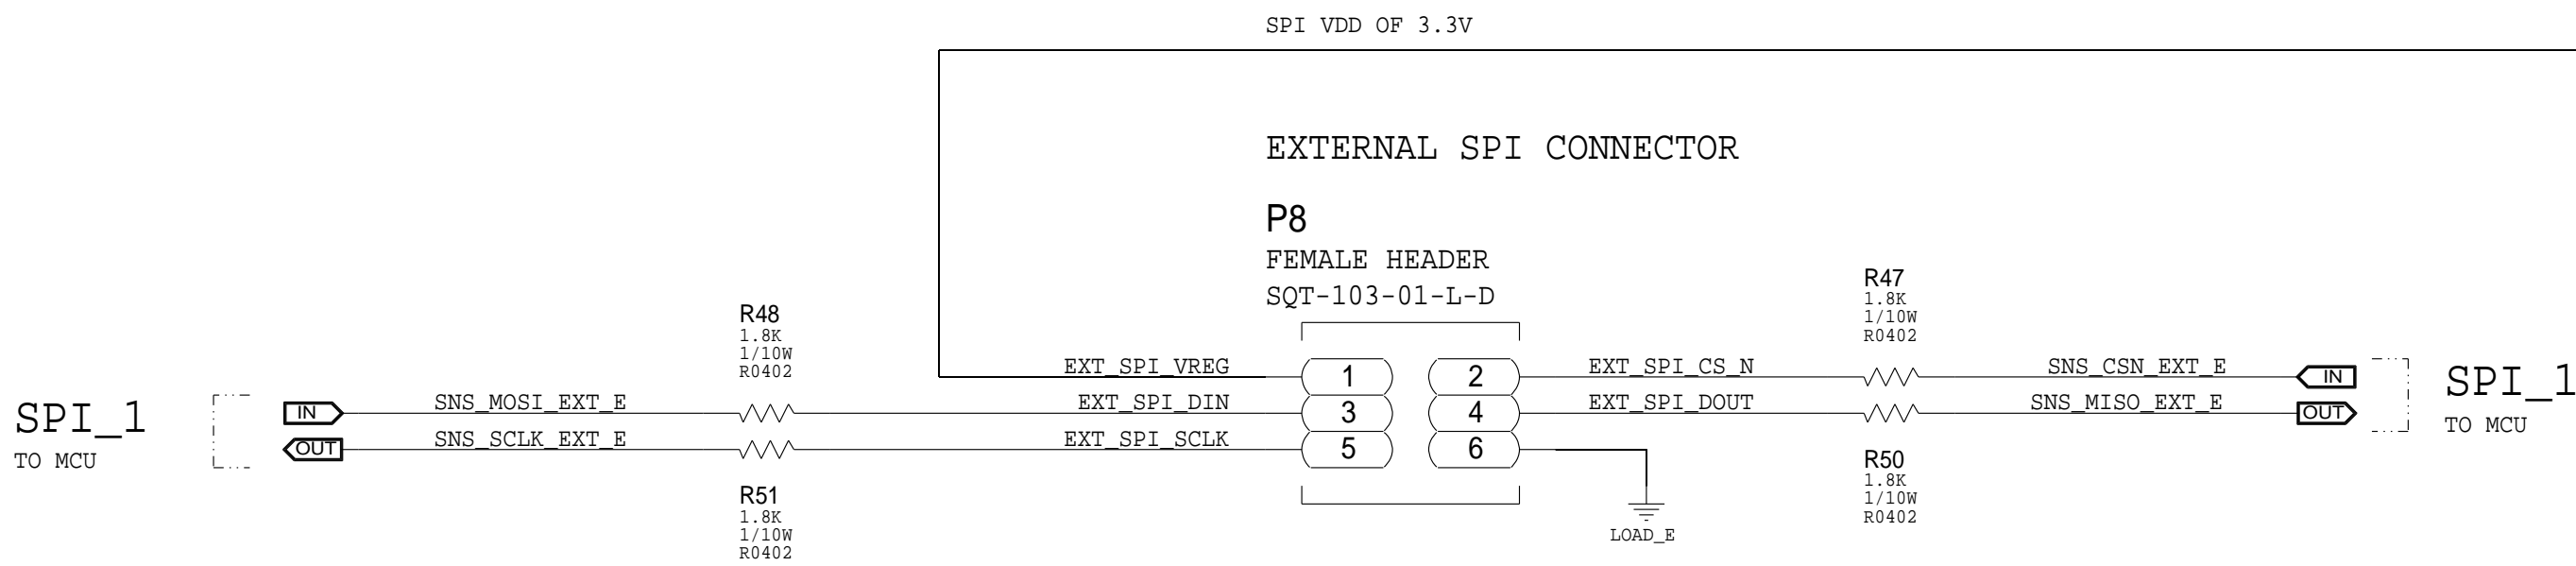 SPI VDD OF 3.3V
EXTERNAL SPI CONNECTOR
P8
FEMALE HEADER
SQT-103-01-L-D
R48
1.8K
1/10W
R0402
R47
1.8K
1/10W
R0402
EXT_SPI_VREG
1
2
EXT_SPI_CS_N
SNS_CSN_EXT_E
IN
SPI_1
TO MCU
IN
SNS_MOSI_EXT_E
EXT_SPI_DIN
3
4
EXT_SPI_DOUT
SNS_MISO_EXT_E
OUT
SPI_1
TO MCU
OUT
SNS_SCLK_EXT_E
EXT_SPI_SCLK
5
6
R51
1.8K
1/10W
R0402
LOAD_E
R50
1.8K
1/10W
R0402